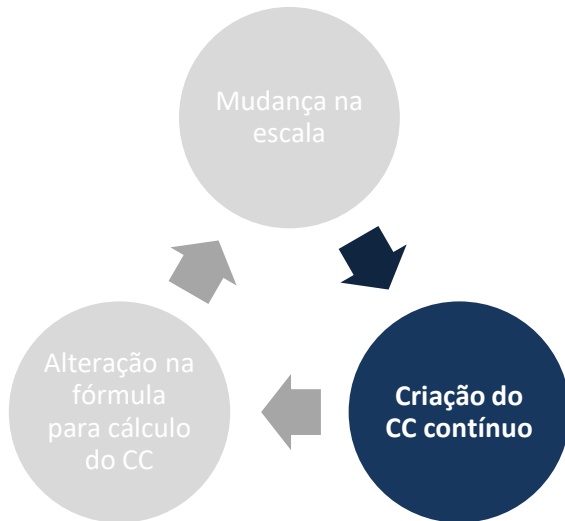 Mudança na
escala
Alteração na
fórmula
para cálculo
do CC
Criação do
CC contínuo